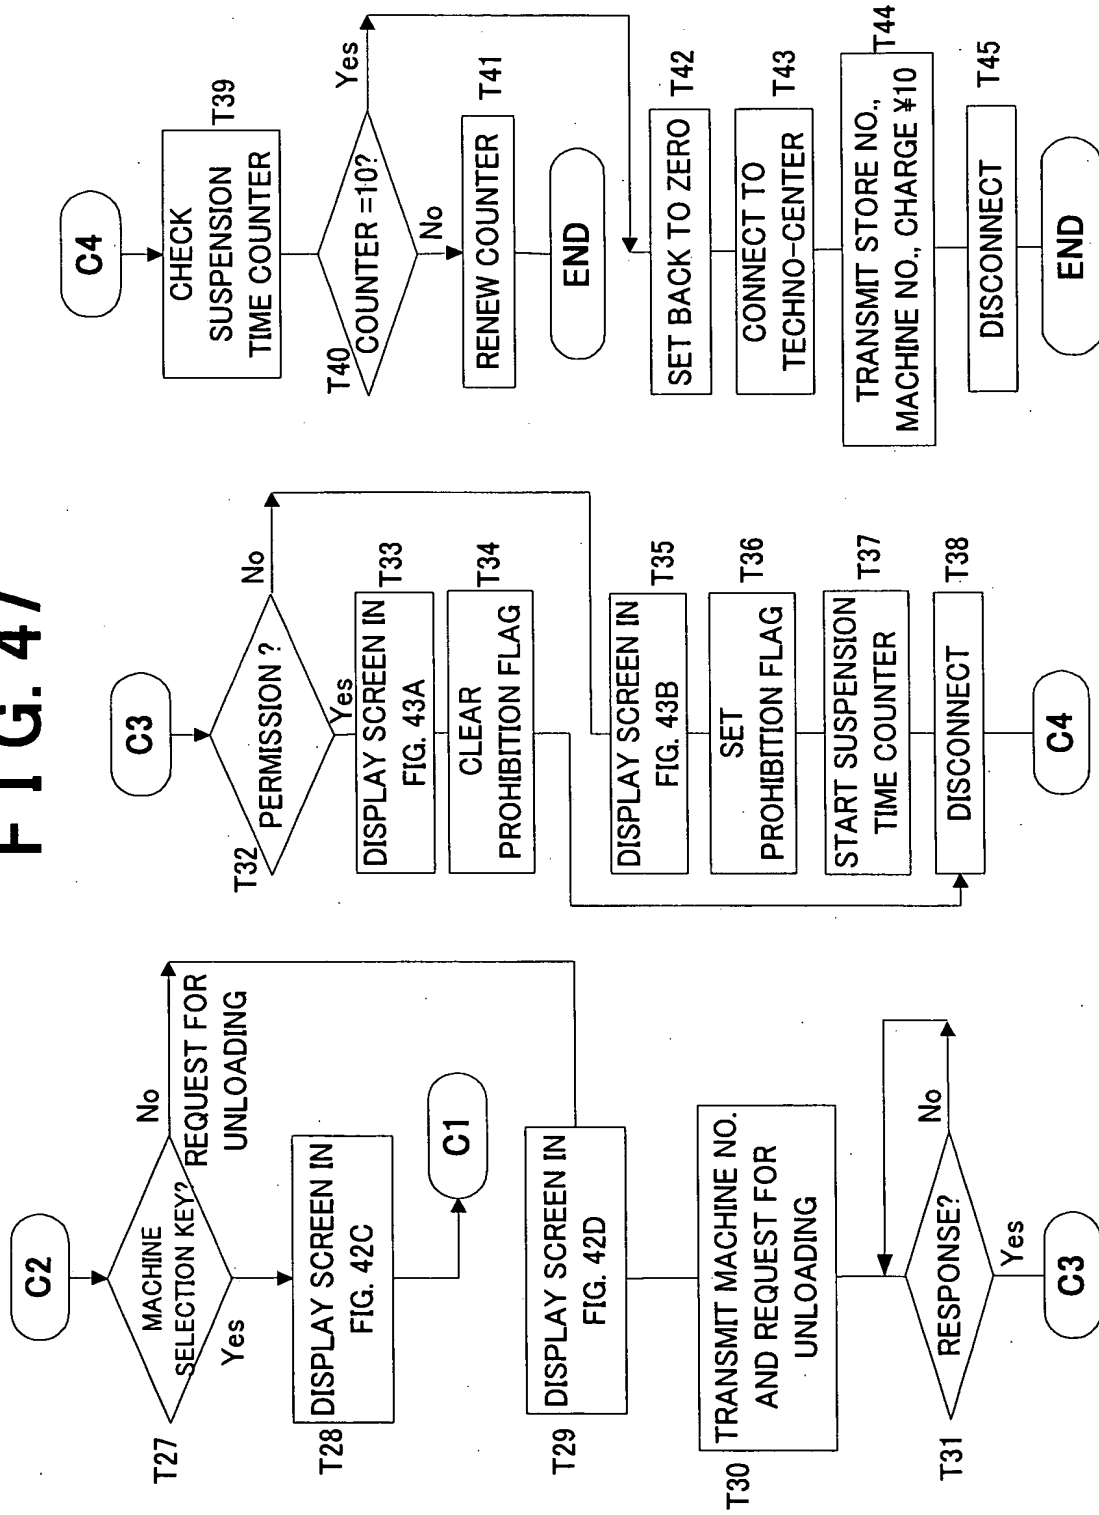 FIG. 47
C2
T27
MACHINE
SELECTION KEY?
No
REQUEST FOR
UNLOADING
Yes
T28
DISPLAY SCREEN IN
FIG. 42C
C1
T29
DISPLAY SCREEN IN
FIG. 42D
T30
TRANSMIT MACHINE NO.
AND REQUEST FOR
UNLOADING
T31
RESPONSE?
No
Yes
C3
C3
T32
PERMISSION ?
No
Yes
DISPLAY SCREEN IN
FIG. 43A
T33
CLEAR
PROHIBITION FLAG
T34
DISPLAY SCREEN IN
FIG. 43B
T35
SET
PROHIBITION FLAG
T36
START SUSPENSION
TIME COUNTER
T37
DISCONNECT
T38
C4
C4
CHECK
SUSPENSION
TIME COUNTER
T39
T40
COUNTER =10?
Yes
No
RENEW COUNTER
T41
END
SET BACK TO ZERO
T42
CONNECT TO
TECHNO-CENTER
T43
TRANSMIT STORE NO.,
MACHINE NO., CHARGE ¥10
T44
DISCONNECT
T45
END